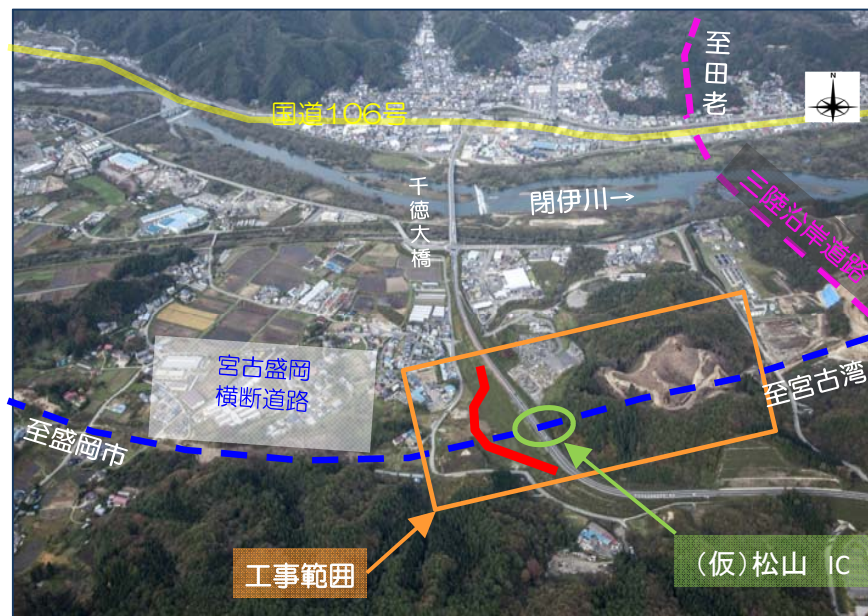 至田老
N
国道106号
千徳大橋
閉伊川→
三陸沿岸道路
宮古盛岡
横断道路
至宮古湾
至盛岡市
工事範囲
（仮）松山 IC